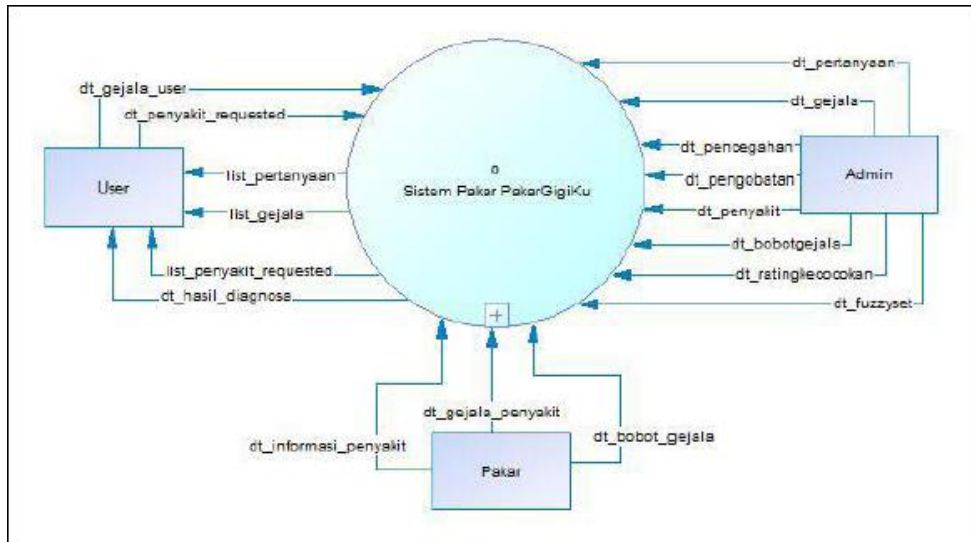 dt_gejala_user
dt_penyakit_requested
User
list_pertanyaan
list_gejala
list_penyakit_requested
dt_hasil_diagnosa
0
Sistem Pakar PakarGigiKu
dt_pertanyaan
dt_gejala
dt_pencegahan
dt_pengobatan
dt_penyakit
Admin
dt_bobotgejala
dt_ratingkecocokan
dt_fuzzyset
dt_informasi_penyakit
dt_gejala_penyakit
dt_bobot_gejala
Pakar